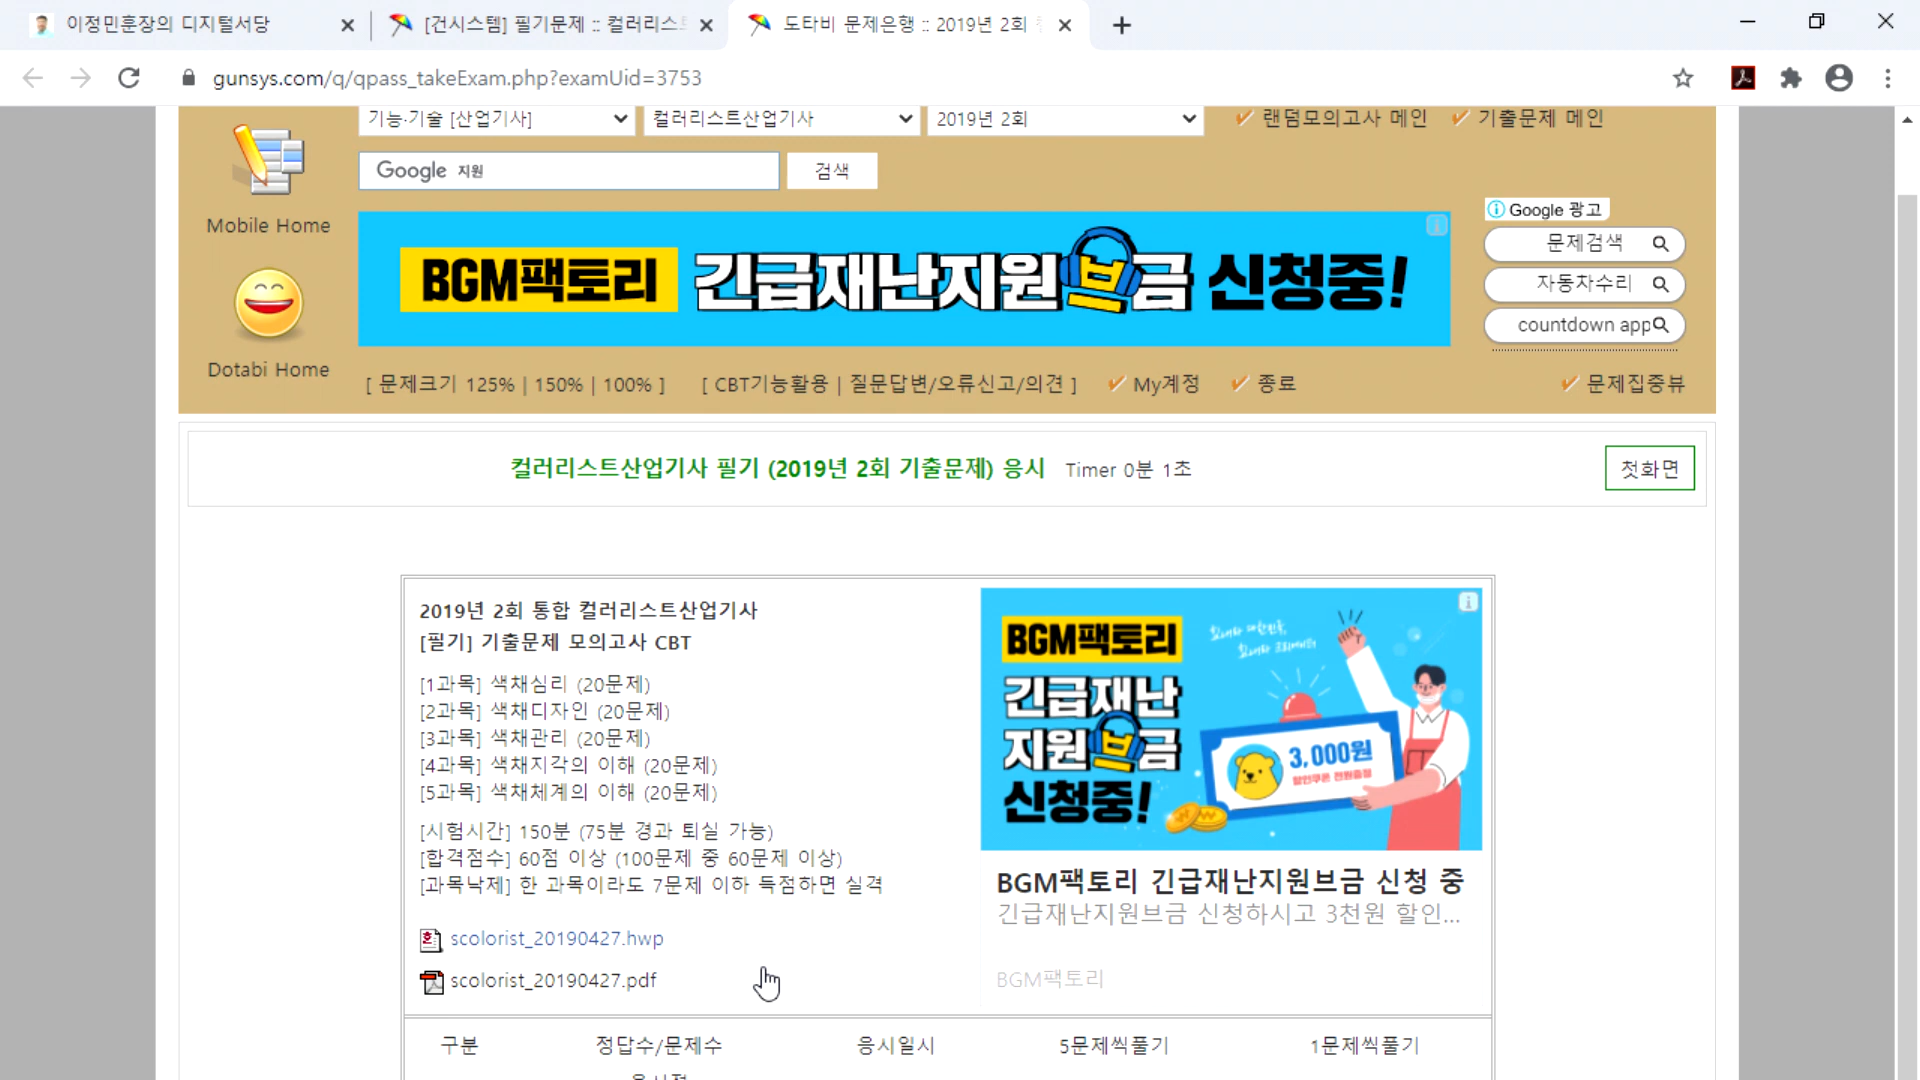 이정민훈장의 디지털서당
[건시스템] 필기문제 :: 컬러리스트
도타비 문제은행 :: 2019년 2회
gunsys.com/q/qpass_takeExam.php?examUid=3753
기능.기술 [산업기사]
컬러리스트산업기사
2019년 2회
랜덤모의고사 메인
기출문제 메인
Google 지원
검색
Mobile Home
Google 광고
문제검색
자동차수리
countdown app
BGM팩토리 긴급재난지원브금 신청중!
Dotabi Home
[ 문제크기 125% | 150% | 100% ]
[ CBT기능활용 | 질문답변/오류신고/의견 ]
My계정
종료
문제집중뷰
컬러리스트산업기사 필기 (2019년 2회 기출문제) 응시 Timer 0분 1초
첫화면
2019년 2회 통합 컬러리스트산업기사
[필기] 기출문제 모의고사 CBT
[1과목] 색채심리 (20문제)
[2과목] 색채디자인 (20문제)
[3과목] 색채관리 (20문제)
[4과목] 색채지각의 이해 (20문제)
[5과목] 색채체계의 이해 (20문제)
[시험시간] 150분 (75분 경과 퇴실 가능)
[합격점수] 60점 이상 (100문제 중 60문제 이상)
[과목낙제] 한 과목이라도 7문제 이하 득점하면 실격
scolorist_20190427.hwp
scolorist_20190427.pdf
BGM팩토리
긴급재난
지원브금
신청중!
3,000원
BGM팩토리 긴급재난지원브금 신청 중
긴급재난지원브금 신청하시고 3천원 할인...
BGM팩토리
구분
정답수/문제수
응시일시
5문제씩풀기
1문제씩풀기